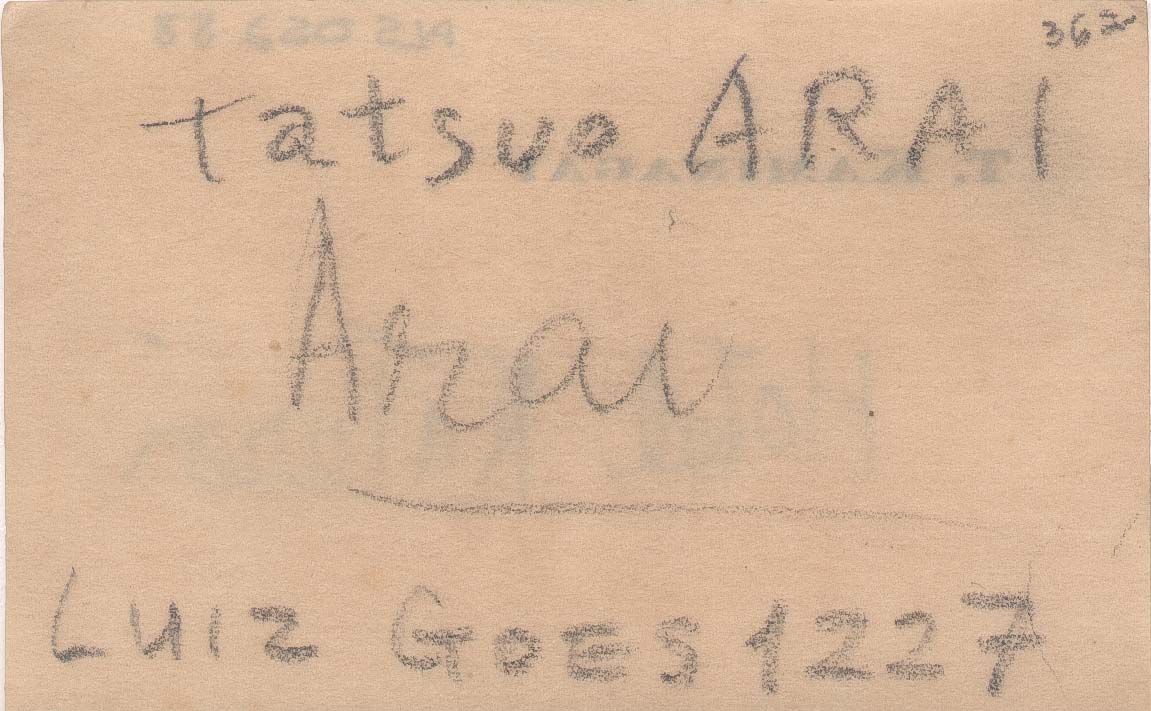 362
tatsuo ARAI
Arai
LUIZ GOES 1227